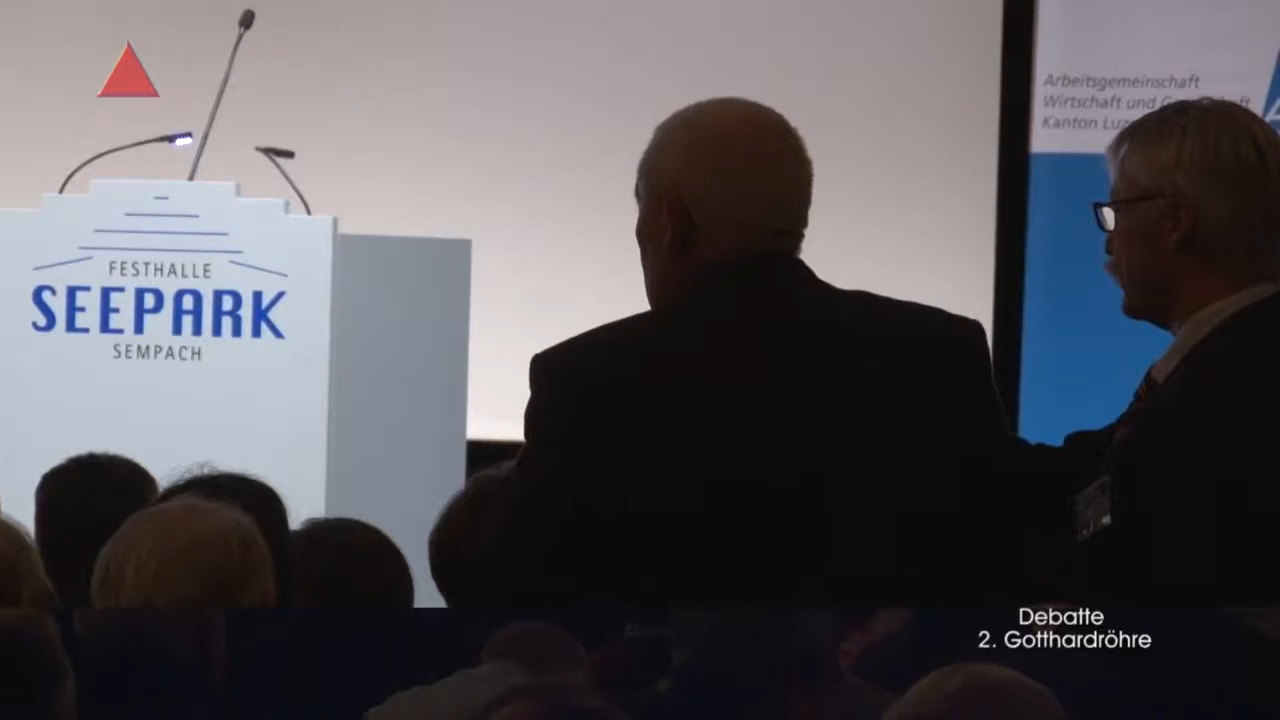 Arbeitsgemeinschaft
Wirtschaft und
Kanton
FESTHALLE
SEEPARK
SEMPACH
Debatte
2. Gotthardröhre